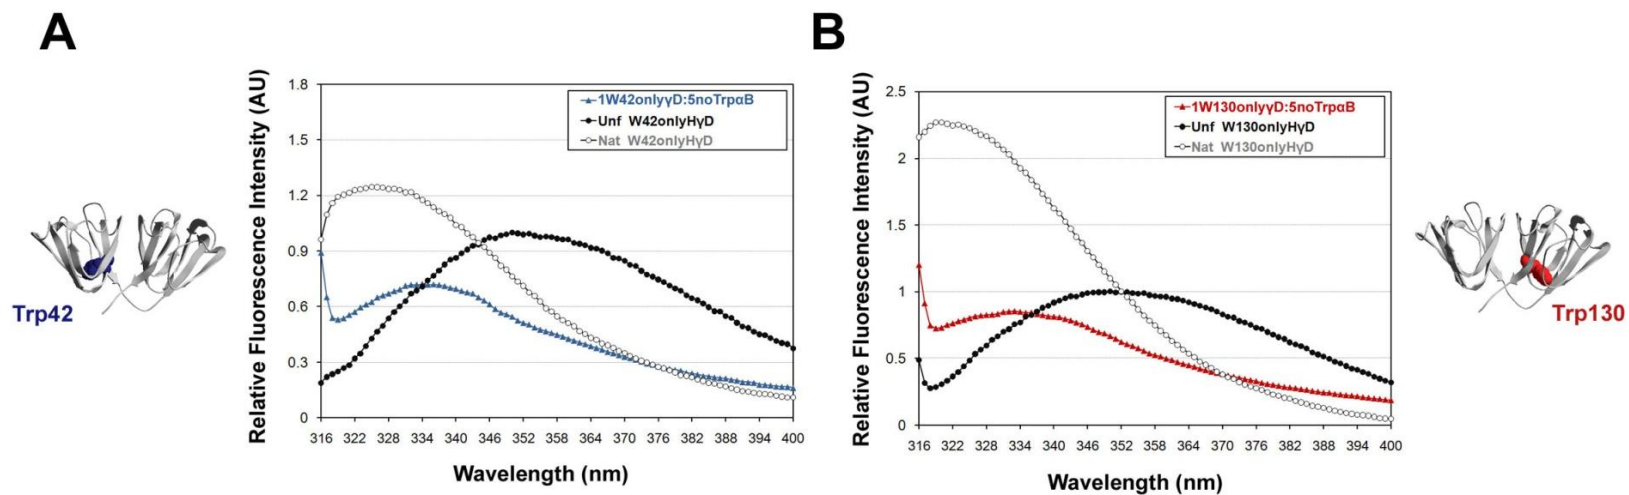 A
B
Relative Fluorescence Intensity (AU)
1.8
1.5
1.2
0.9
0.6
0.3
0
1W42onlyγD:5noTrpαB
Unf W42onlyHγD
Nat W42onlyHγD
Trp42
316 322 328 334 340 346 352 358 364 370 376 382 388 394 400
Wavelength (nm)
Relative Fluorescence Intensity (AU)
2.5
2
1.5
1
0.5
0
1W130onlyγD:5noTrpαB
Unf W130onlyHγD
Nat W130onlyHγD
Trp130
316 322 328 334 340 346 352 358 364 370 376 382 388 394 400
Wavelength (nm)